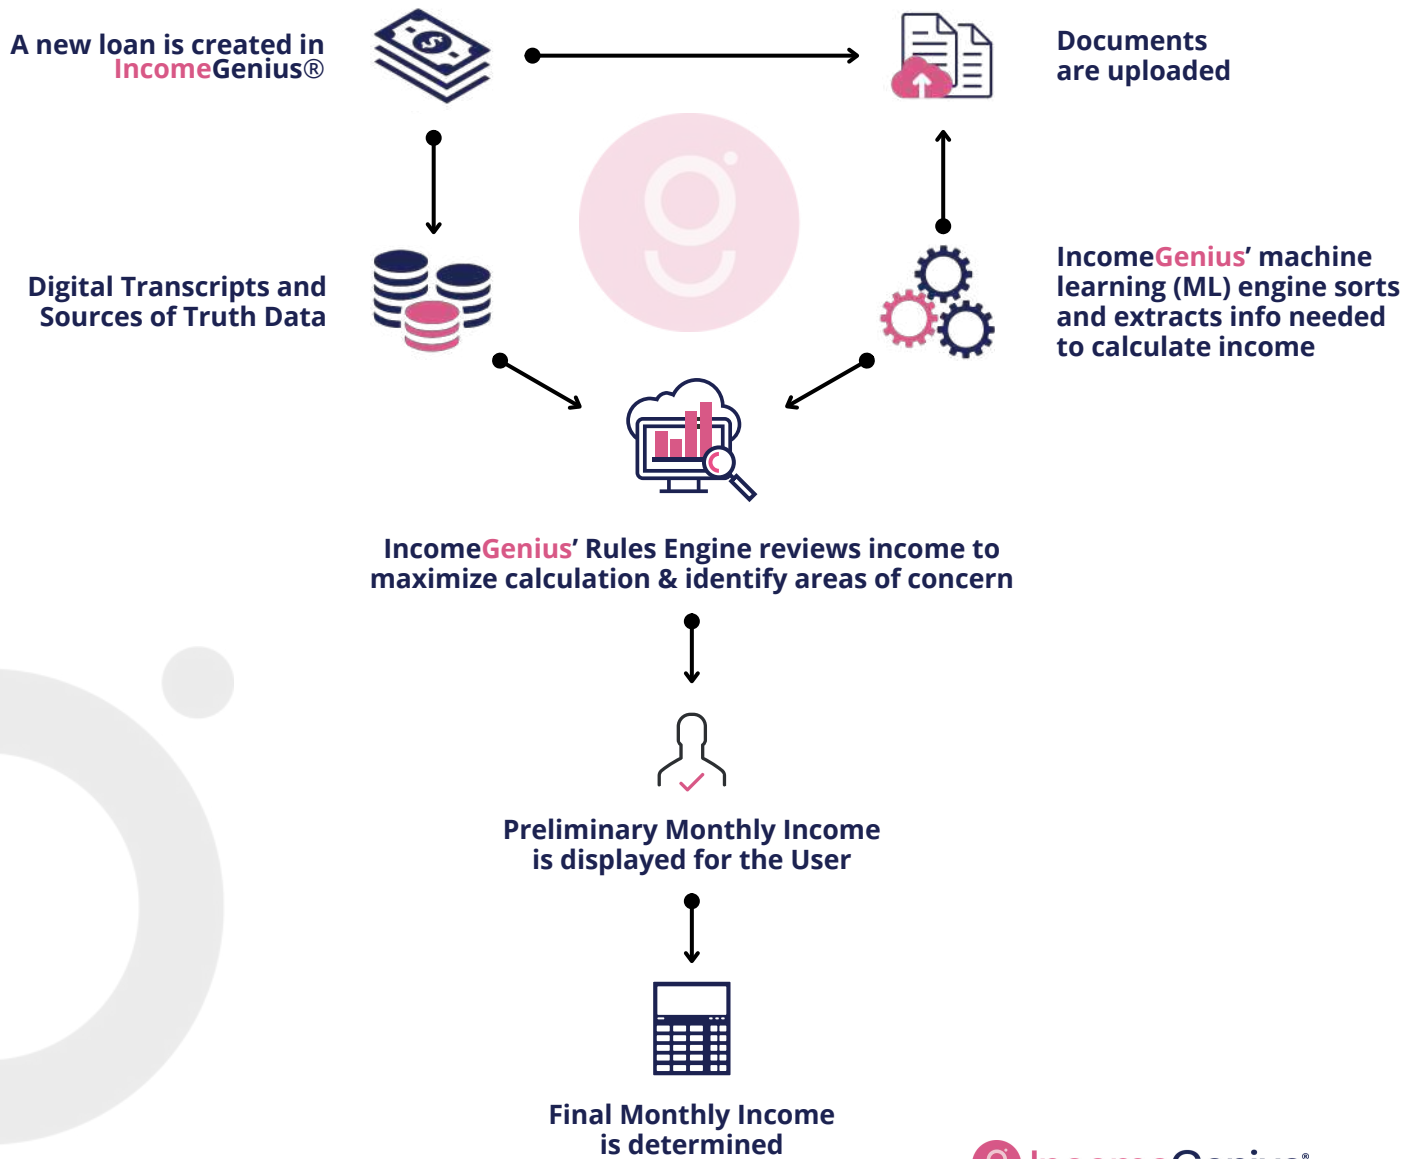 A new loan is created in
IncomeGenius®
Documents
are uploaded
Digital Transcripts and
Sources of Truth Data
IncomeGenius’ machine
learning (ML) engine sorts
and extracts info needed
to calculate income
IncomeGenius’ Rules Engine reviews income to
maximize calculation & identify areas of concern
Preliminary Monthly Income
is displayed for the User
Final Monthly Income
is determined
IncomeGenius®